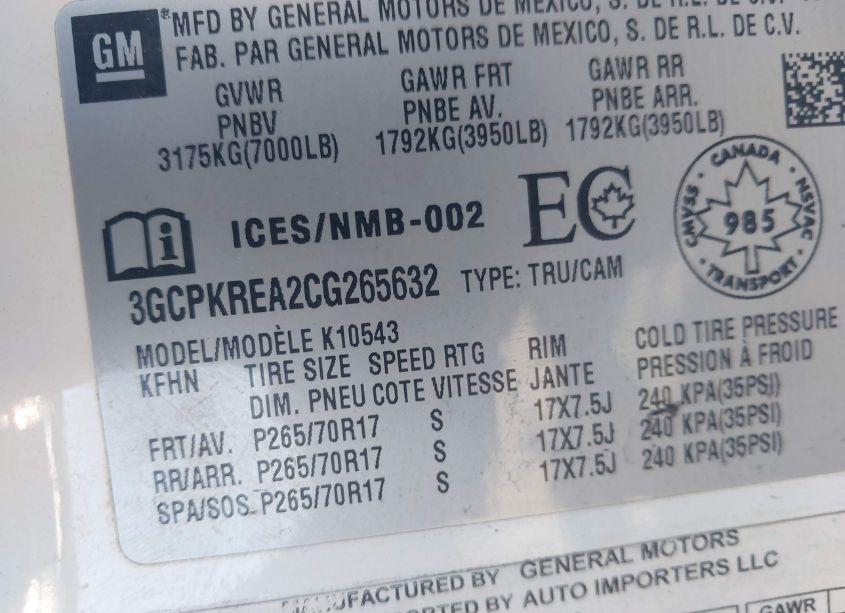 GM
®MFD BY GENERAL MOTORS DE MEXICO, S. DE R.L. DE C.V.
FAB. PAR GENERAL MOTORS DE MEXICO, S. DE R.L. DE C.V.
GVWR GAWR FRT GAWR RR
PNBV PNBE AV. PNBE ARR.
3175KG(7000LB) 1792KG(3950LB) 1792KG(3950LB)
i ICES/NMB-002 EC
CANADA
CMVSS 985 NSVAC
TRANSPORT
3GCPKREA2CG265632 TYPE: TRU/CAM
MODEL/MODÈLE K10543
KFHN TIRE SIZE SPEED RTG RIM COLD TIRE PRESSURE
DIM. PNEU COTE VITESSE JANTE PRESSION À FROID
FRT/AV. P265/70R17 S 17X7.5J 240 KPA(35PSI)
RR/ARR. P265/70R17 S 17X7.5J 240 KPA(35PSI)
SPA/SOS P265/70R17 S 17X7.5J 240 KPA(35PSI)
BY GENERAL MOTORS
BY AUTO IMPORTERS LLC
GAWR